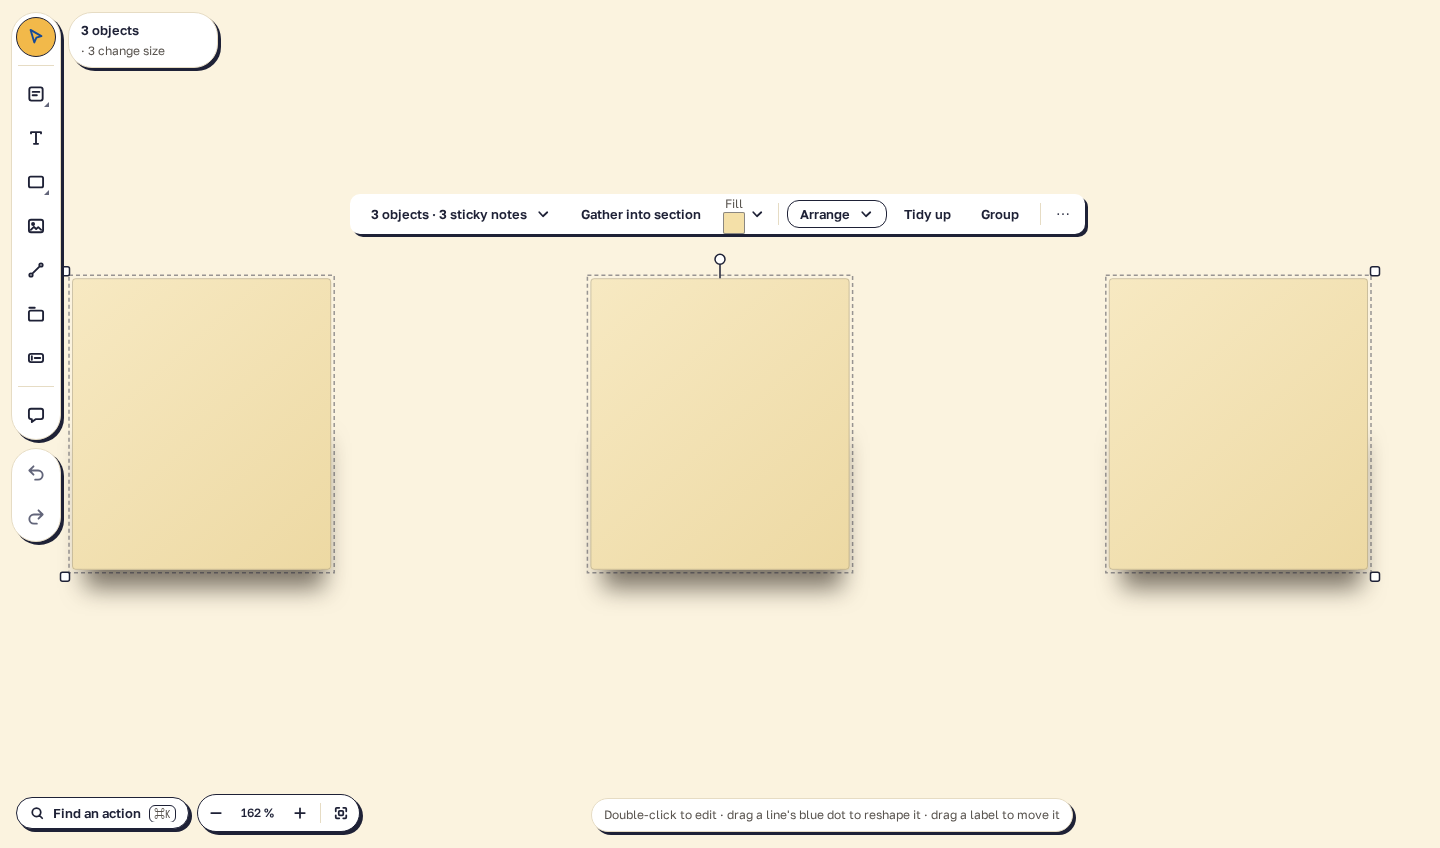 3 objects
· 3 change size
3 objects · 3 sticky notes
Gather into section
Fill
Arrange
Tidy up
Group
···
Find an action ⌘K
162 %
Double-click to edit · drag a line's blue dot to reshape it · drag a label to move it